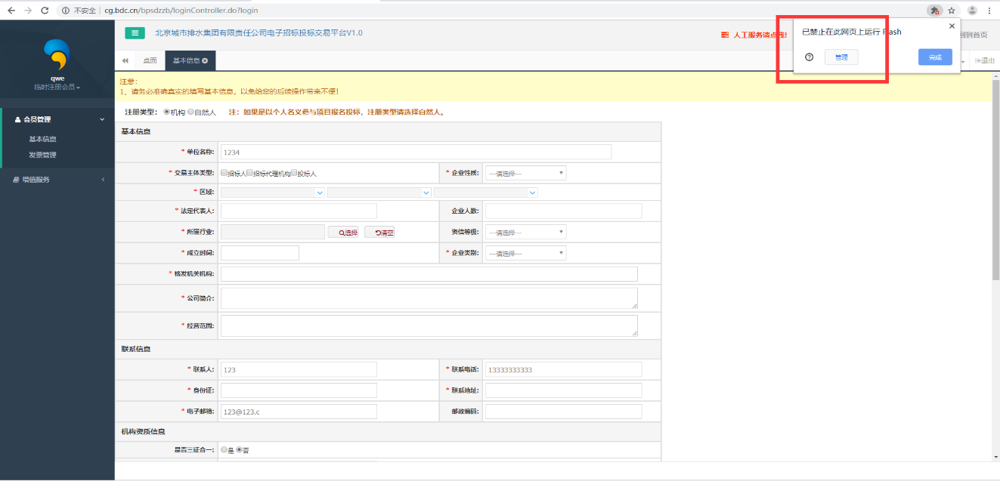 不安全 cg.bdc.cn/bpsdzzb/loginController.do?login
已禁止在此网页上运行 Flash
管理
完成
北京城市排水集团有限责任公司电子招标投标交易平台V1.0
人工服务请点我!
回到首页
桌面
基本信息
退出
qwe
临时注册会员
会员管理
基本信息
发票管理
增值服务
注意:
1、请务必准确真实的填写基本信息，以免给您的后续操作带来不便!
注册类型: 机构 自然人 注: 如果是以个人名义参与项目报名投标，注册类型请选择自然人。
基本信息
* 单位名称: 1234
* 交易主体类型: 招标人 招标代理机构 投标人 * 企业性质: ---请选择---
* 区域:
* 法定代表人: 企业人数:
* 所属行业: 选择 清空 资信等级: ---请选择---
* 成立时间: * 企业类别: ---请选择---
* 核发机关机构:
* 公司简介:
* 经营范围:
联系信息
* 联系人: 123 * 联系电话: 13333333333
* 身份证: * 联系地址:
* 电子邮箱: 123@123.c 邮政编码:
机构资质信息
是否三证合一: 是 否